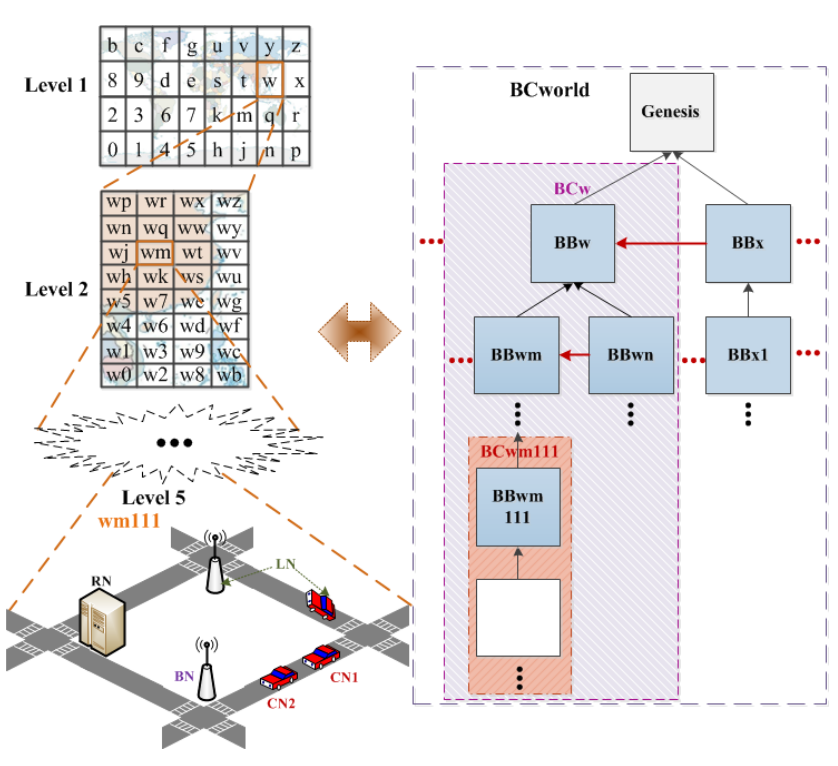 Level 1
b c f g u v y z
8 9 d e s t w x
2 3 6 7 k m q r
0 1 4 5 h j n p
Level 2
wp wr wx wz
wn wq ww wy
wj wm wt wv
wh wk ws wu
w5 w7 we wg
w4 w6 wd wf
w1 w3 w9 wc
w0 w2 w8 wb
Level 5
wm111
RN
LN
BN
CN1
CN2
BCworld
Genesis
BCw
BBw
BBx
BBwm
BBwn
BBx1
BCwm111
BBwm
111